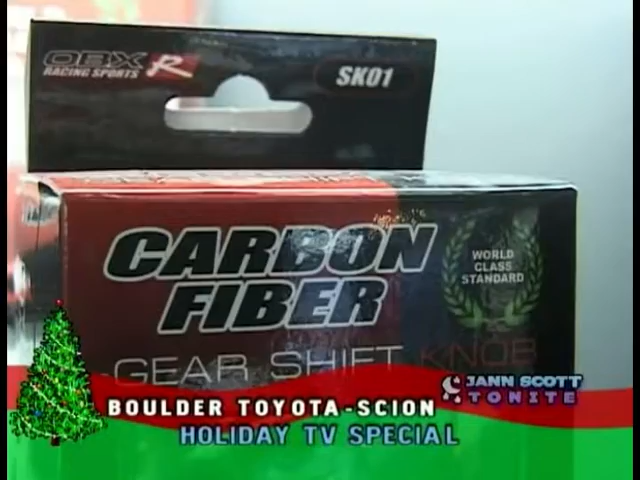 OBX R
RACING SPORTS
SK01
CARBON
FIBER
GEAR SHIFT KNOB
WORLD
CLASS
STANDARD
JANN SCOTT
TONITE
BOULDER TOYOTA-SCION
HOLIDAY TV SPECIAL